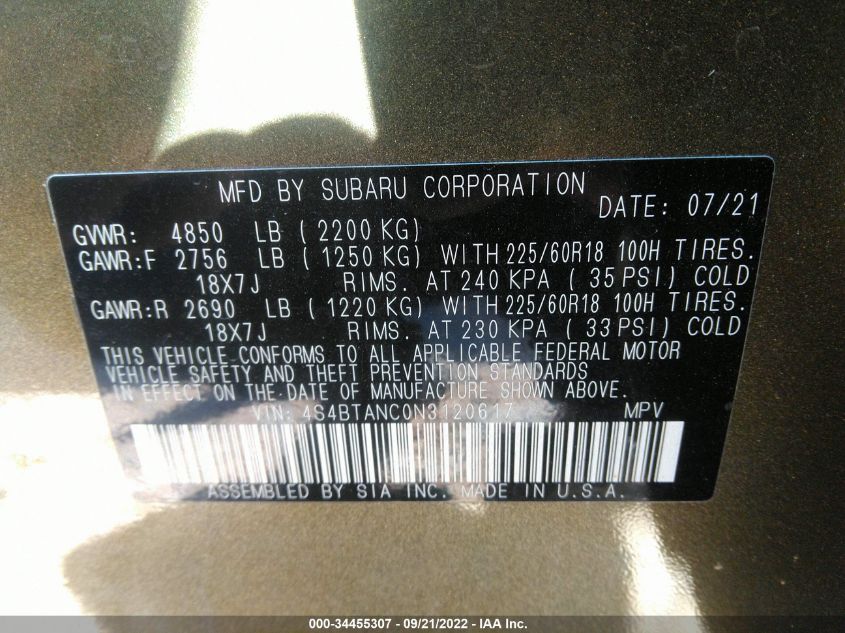 MFD BY SUBARU CORPORATION
DATE: 07/21
GVWR: 4850 LB ( 2200 KG)
GAWR:F 2756 LB ( 1250 KG) WITH 225/60R18 100H TIRES.
18X7J RIMS. AT 240 KPA ( 35 PSI) COLD
GAWR:R 2690 LB ( 1220 KG) WITH 225/60R18 100H TIRES.
18X7J RIMS. AT 230 KPA ( 33 PSI) COLD
THIS VEHICLE CONFORMS TO ALL APPLICABLE FEDERAL MOTOR
VEHICLE SAFETY AND THEFT PREVENTION STANDARDS
IN EFFECT ON THE DATE OF MANUFACTURE SHOWN ABOVE.
VIN: 4S4BTANC0N3120617 MPV
ASSEMBLED BY SIA INC. MADE IN U.S.A.
000-34455307 - 09/21/2022 - IAA Inc.